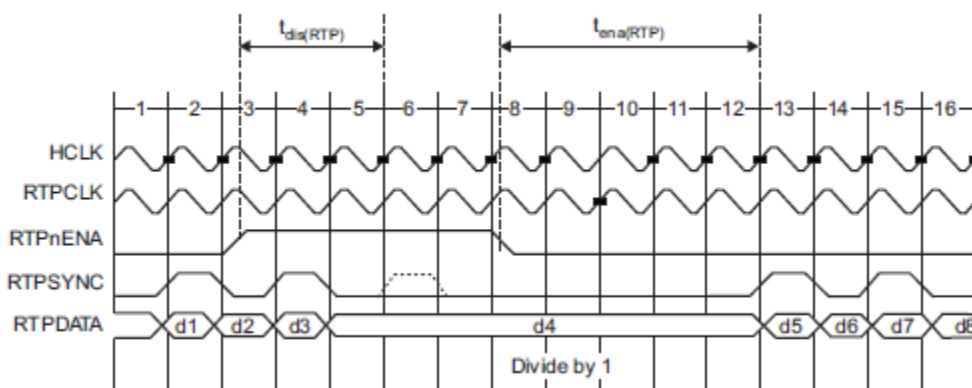 tdis(RTP) tena(RTP)
1 2 3 4 5 6 7 8 9 10 11 12 13 14 15 16
HCLK
RTPCLK
RTPnENA
RTPSYNC
RTPDATA d1 d2 d3 d4 d5 d6 d7 d8
Divide by 1